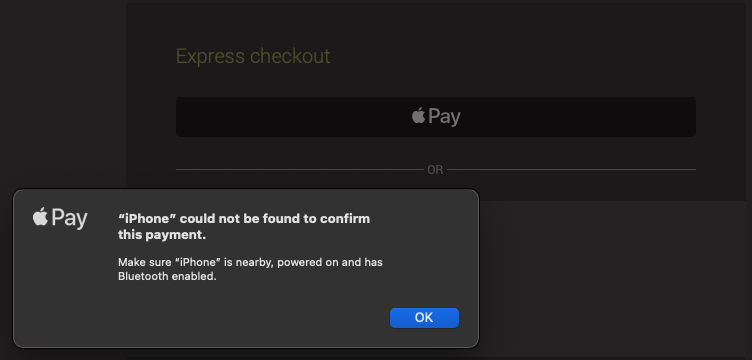 Express checkout
Pay
OR
Pay
“iPhone” could not be found to confirm
this payment.
Make sure “iPhone” is nearby, powered on and has
Bluetooth enabled.
OK